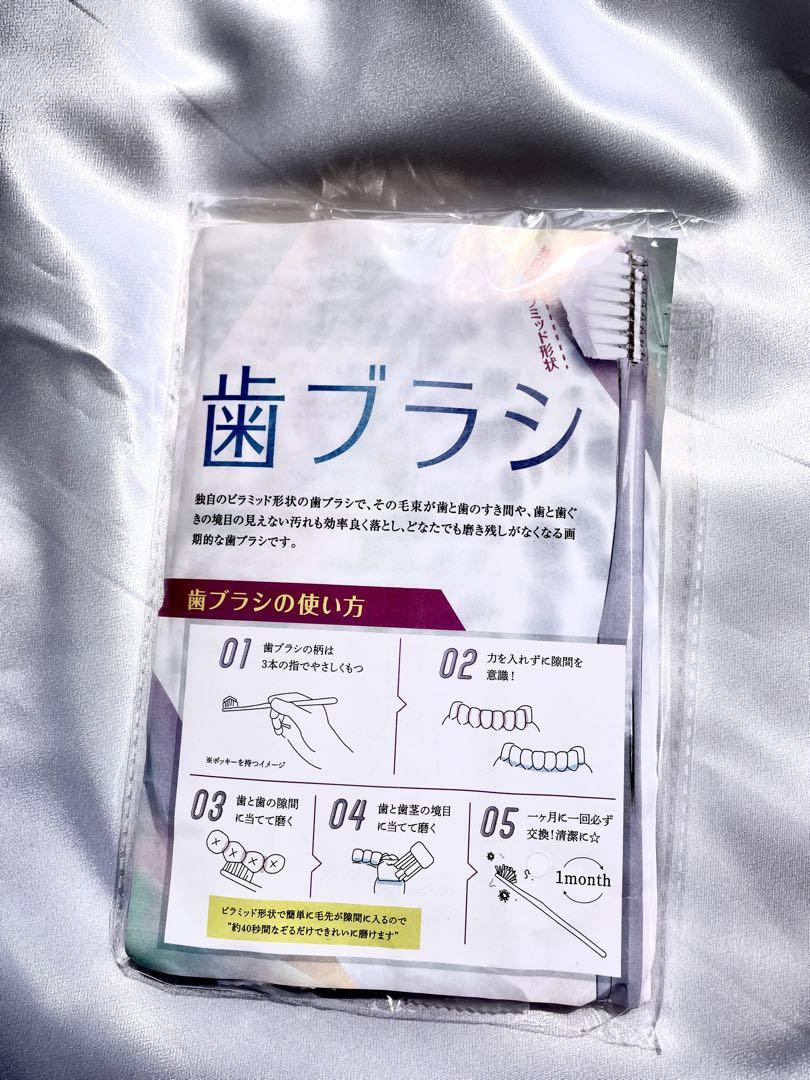 ミッド形状
歯ブラシ
独自のピラミッド形状の歯ブラシで、その毛束が歯と歯のすき間や、歯と歯ぐ
きの境目の見えない汚れも効率良く落とし、どなたでも磨き残しがなくなる画
期的な歯ブラシです。
歯ブラシの使い方
01
歯ブラシの柄は
3本の指でやさしくもつ
※ポッキーを持つイメージ
02
力を入れずに隙間を
意識！
03
歯と歯の隙間
に当てて磨く
04
歯と歯茎の境目
に当てて磨く
05
一ヶ月に一回必ず
交換！清潔に☆
1month
ピラミッド形状で簡単に毛先が隙間に入るので
"約40秒間なぞるだけできれいに磨けます"